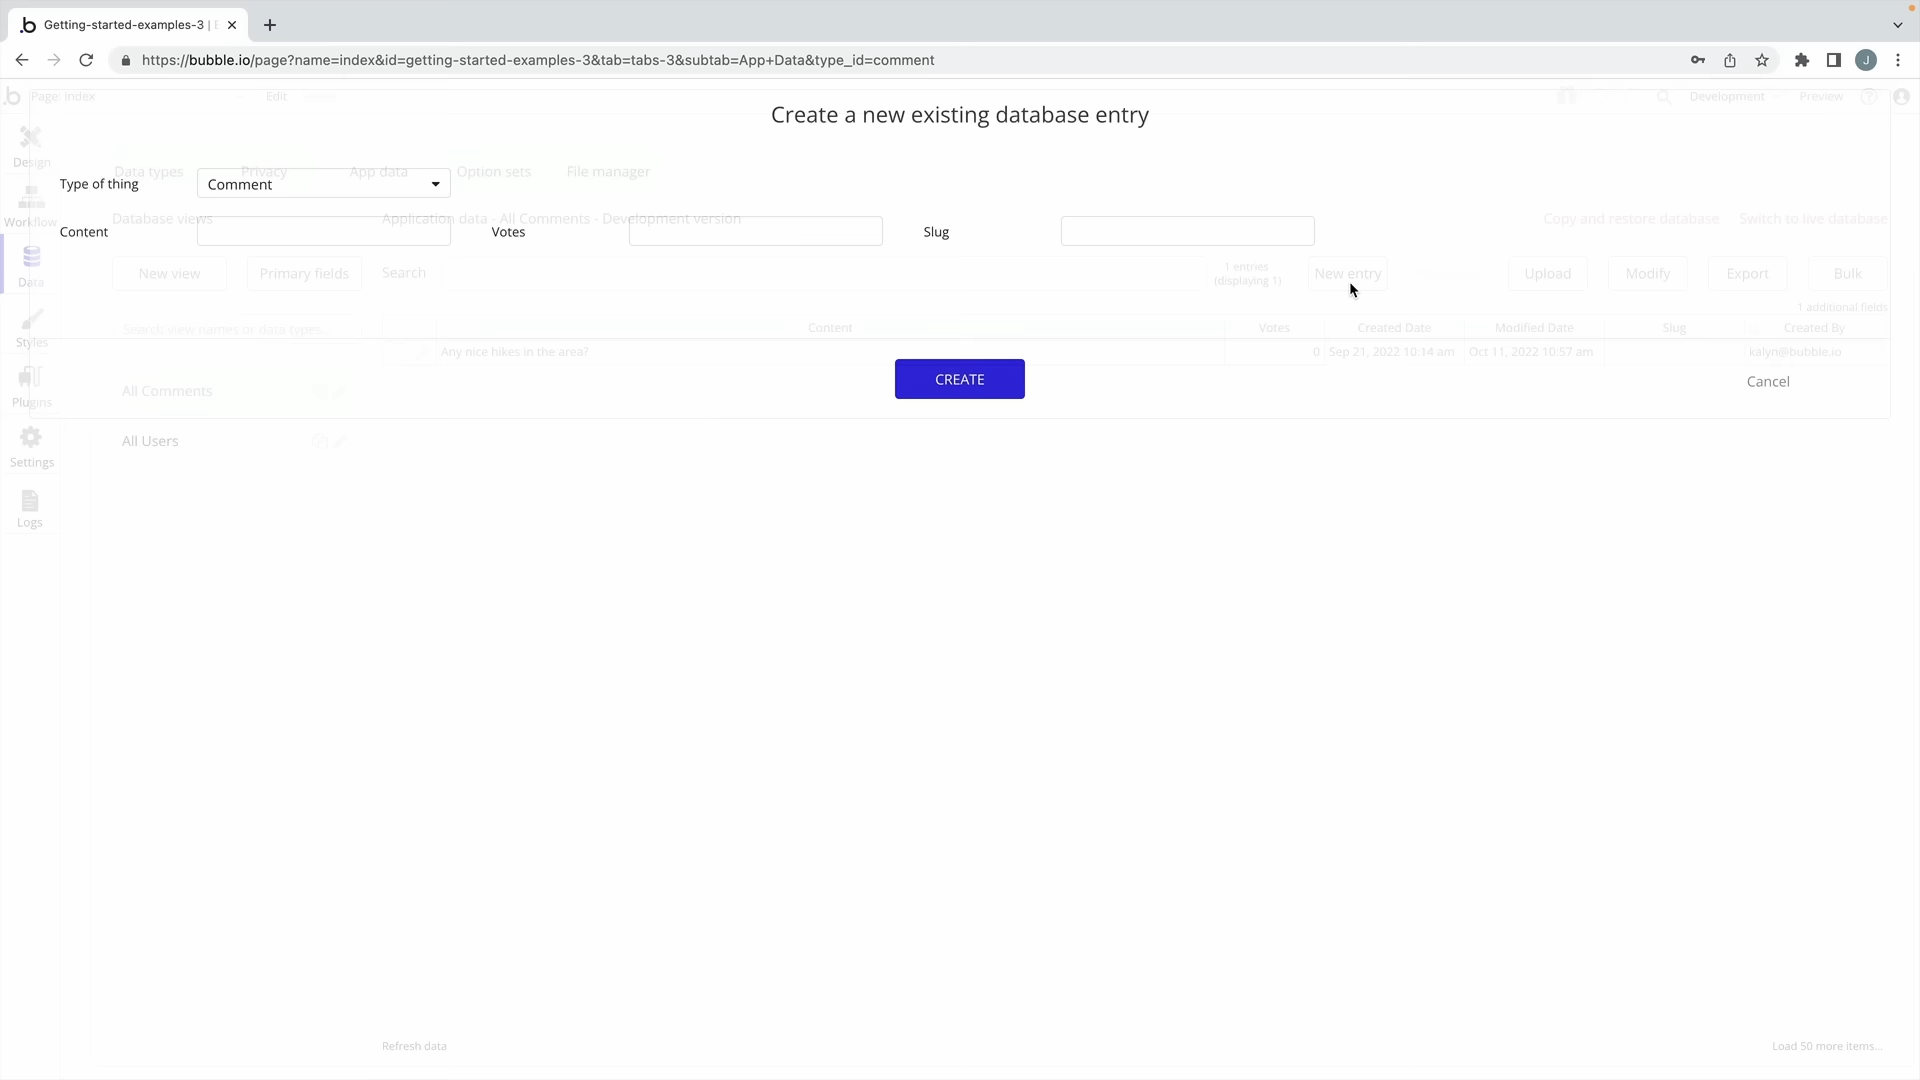 Getting-started-examples-3 |
https://bubble.io/page?name=index&id=getting-started-examples-3&tab=tabs-3&subtab=App+Data&type_id=comment
J
Page: index Edit Development Preview
Create a new existing database entry
Design
Data types Privacy App data Option sets File manager
Type of thing Comment
Workflow
Database views Application data - All Comments - Development version Copy and restore database Switch to live database
Content Votes Slug
New view Primary fields Search 1 entries (displaying 1) New entry Upload Modify Export Bulk
Data
1 additional fields
Search view names or data types...
Content Votes Created Date Modified Date Slug Created By
Styles
Any nice hikes in the area? 0 Sep 21, 2022 10:14 am Oct 11, 2022 10:57 am kalyn@bubble.io
CREATE Cancel
All Comments
Plugins
All Users
Settings
Logs
Refresh data Load 50 more items...